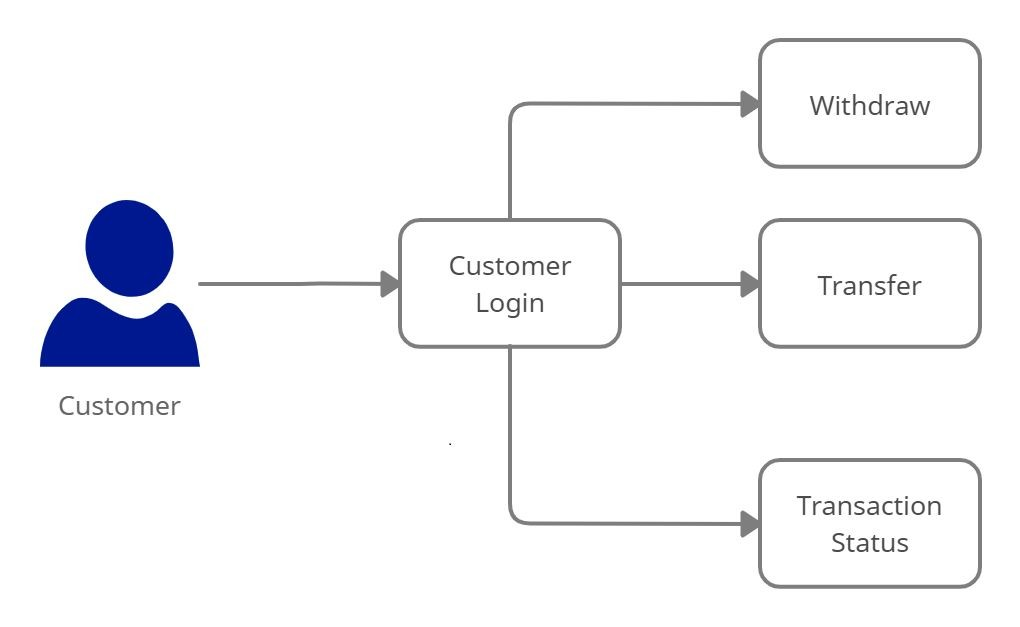 Withdraw
Customer
Login
Transfer
Customer
Transaction
Status